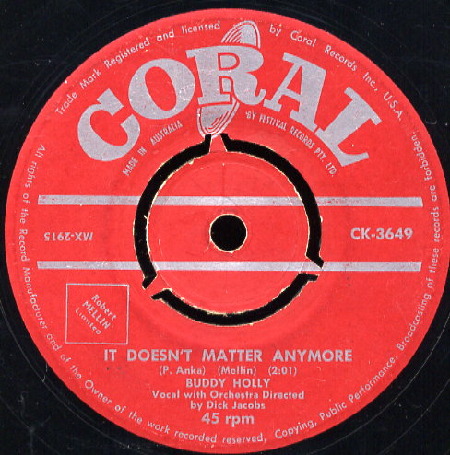 Trade Mark Registered and licensed by Coral Records Inc., U.S.A.
CORAL
MADE IN AUSTRALIA BY FESTIVAL RECORDS PTY. LTD.
MX-2915
CK-3649
Robert
MELLIN
Limited
IT DOESN'T MATTER ANYMORE
(P. Anka) (Mellin) (2:01)
BUDDY HOLLY
Vocal with Orchestra Directed
by Dick Jacobs
45 rpm
All rights of the Record Manufacturer and of the Owner of the work recorded reserved, Copying, Public Performance, Broadcasting of these records are forbidden.